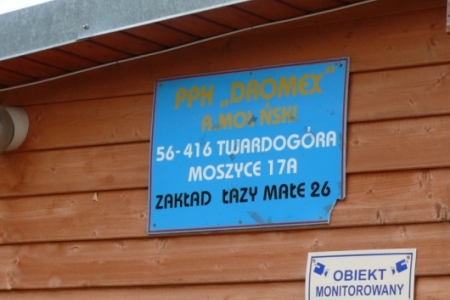 PPH „DROMEX"
56-416 TWARDOGÓRA
MOSZYCE 17A
ZAKŁAD ŁAZY MAŁE 26
OBIEKT
MONITOROWANY